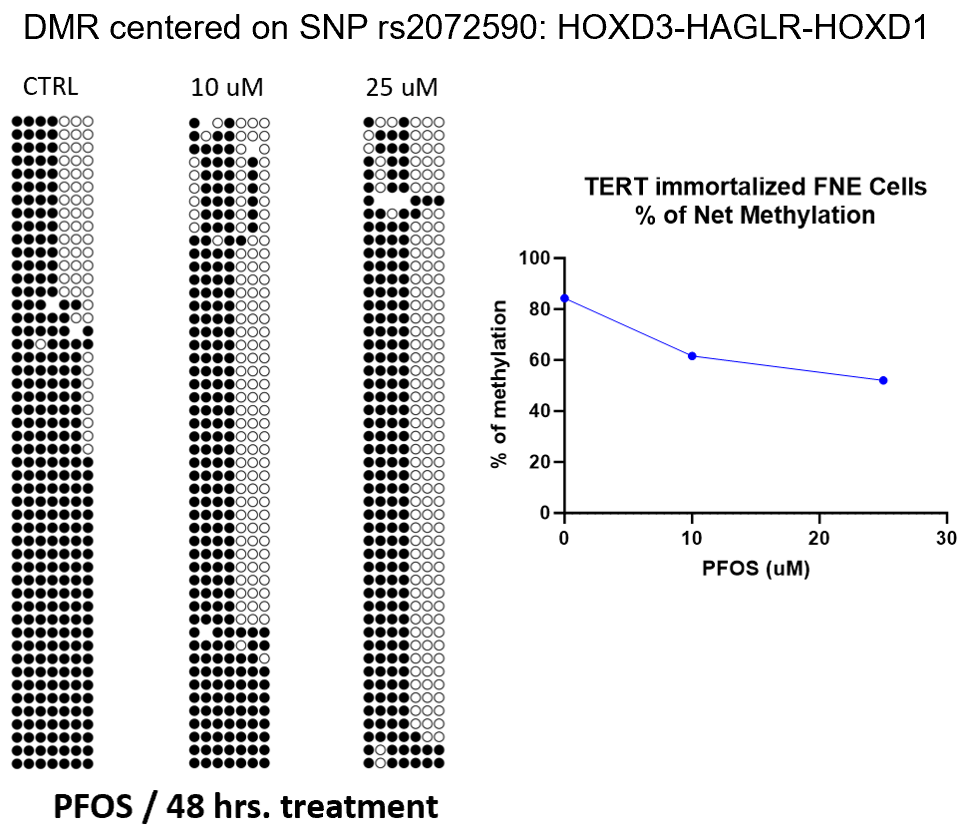 DMR centered on SNP rs2072590: HOXD3-HAGLR-HOXD1
CTRL
10 uM
25 uM
TERT immortalized FNE Cells
% of Net Methylation
100
80
60
40
20
0
% of methylation
0
10
20
30
PFOS (uM)
PFOS / 48 hrs. treatment